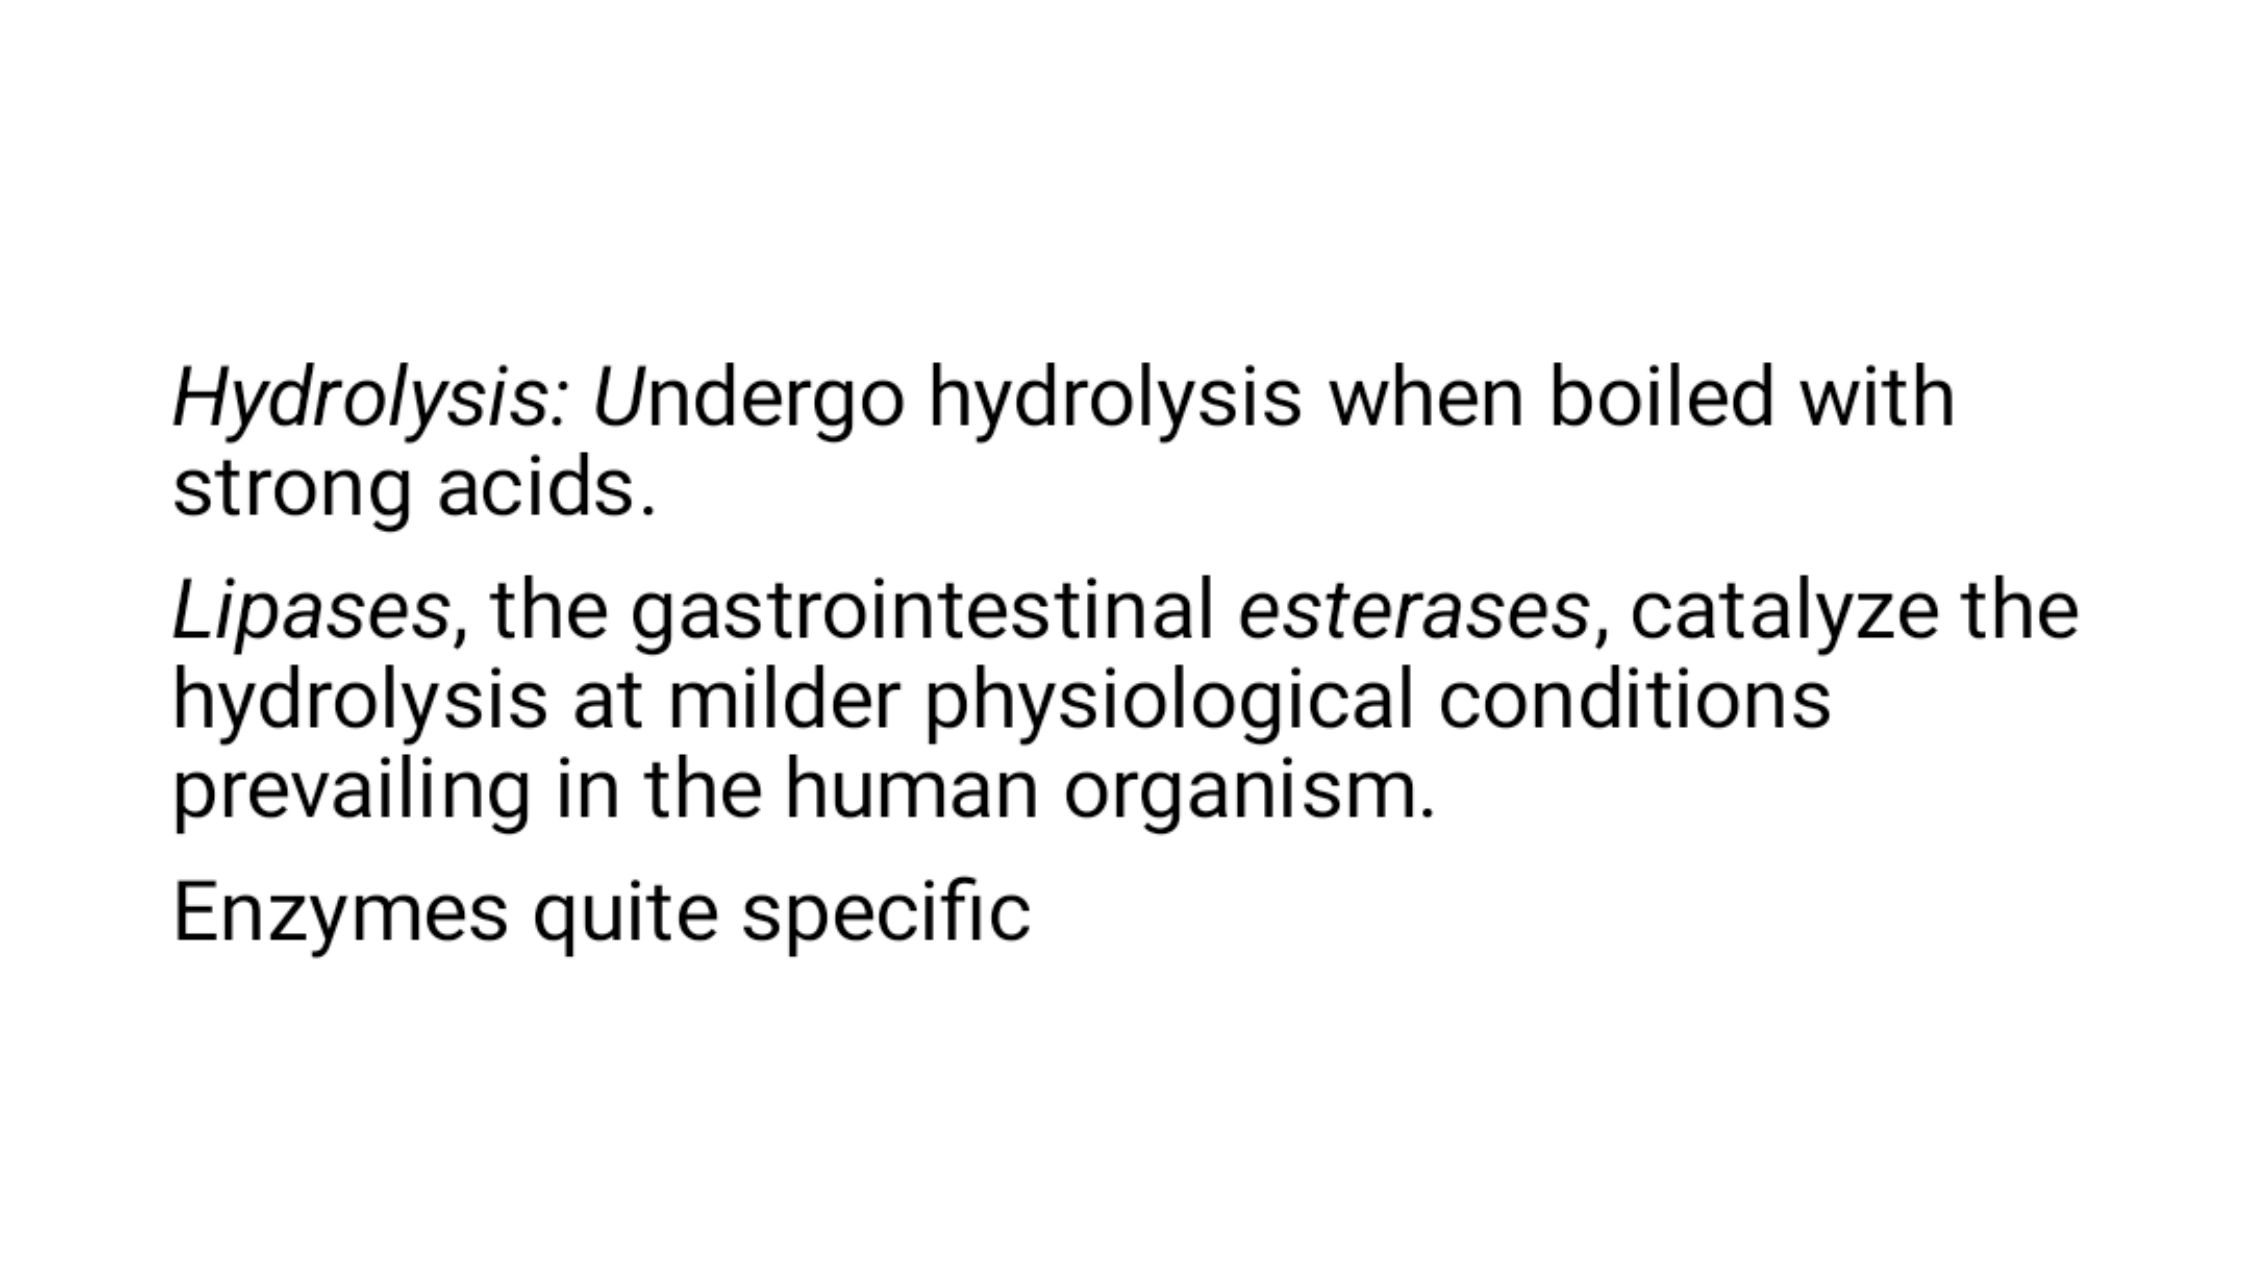 Hydrolysis: Undergo hydrolysis when boiled with
strong acids.
Lipases, the gastrointestinal esterases, catalyze the
hydrolysis at milder physiological conditions
prevailing in the human organism.
Enzymes quite specific